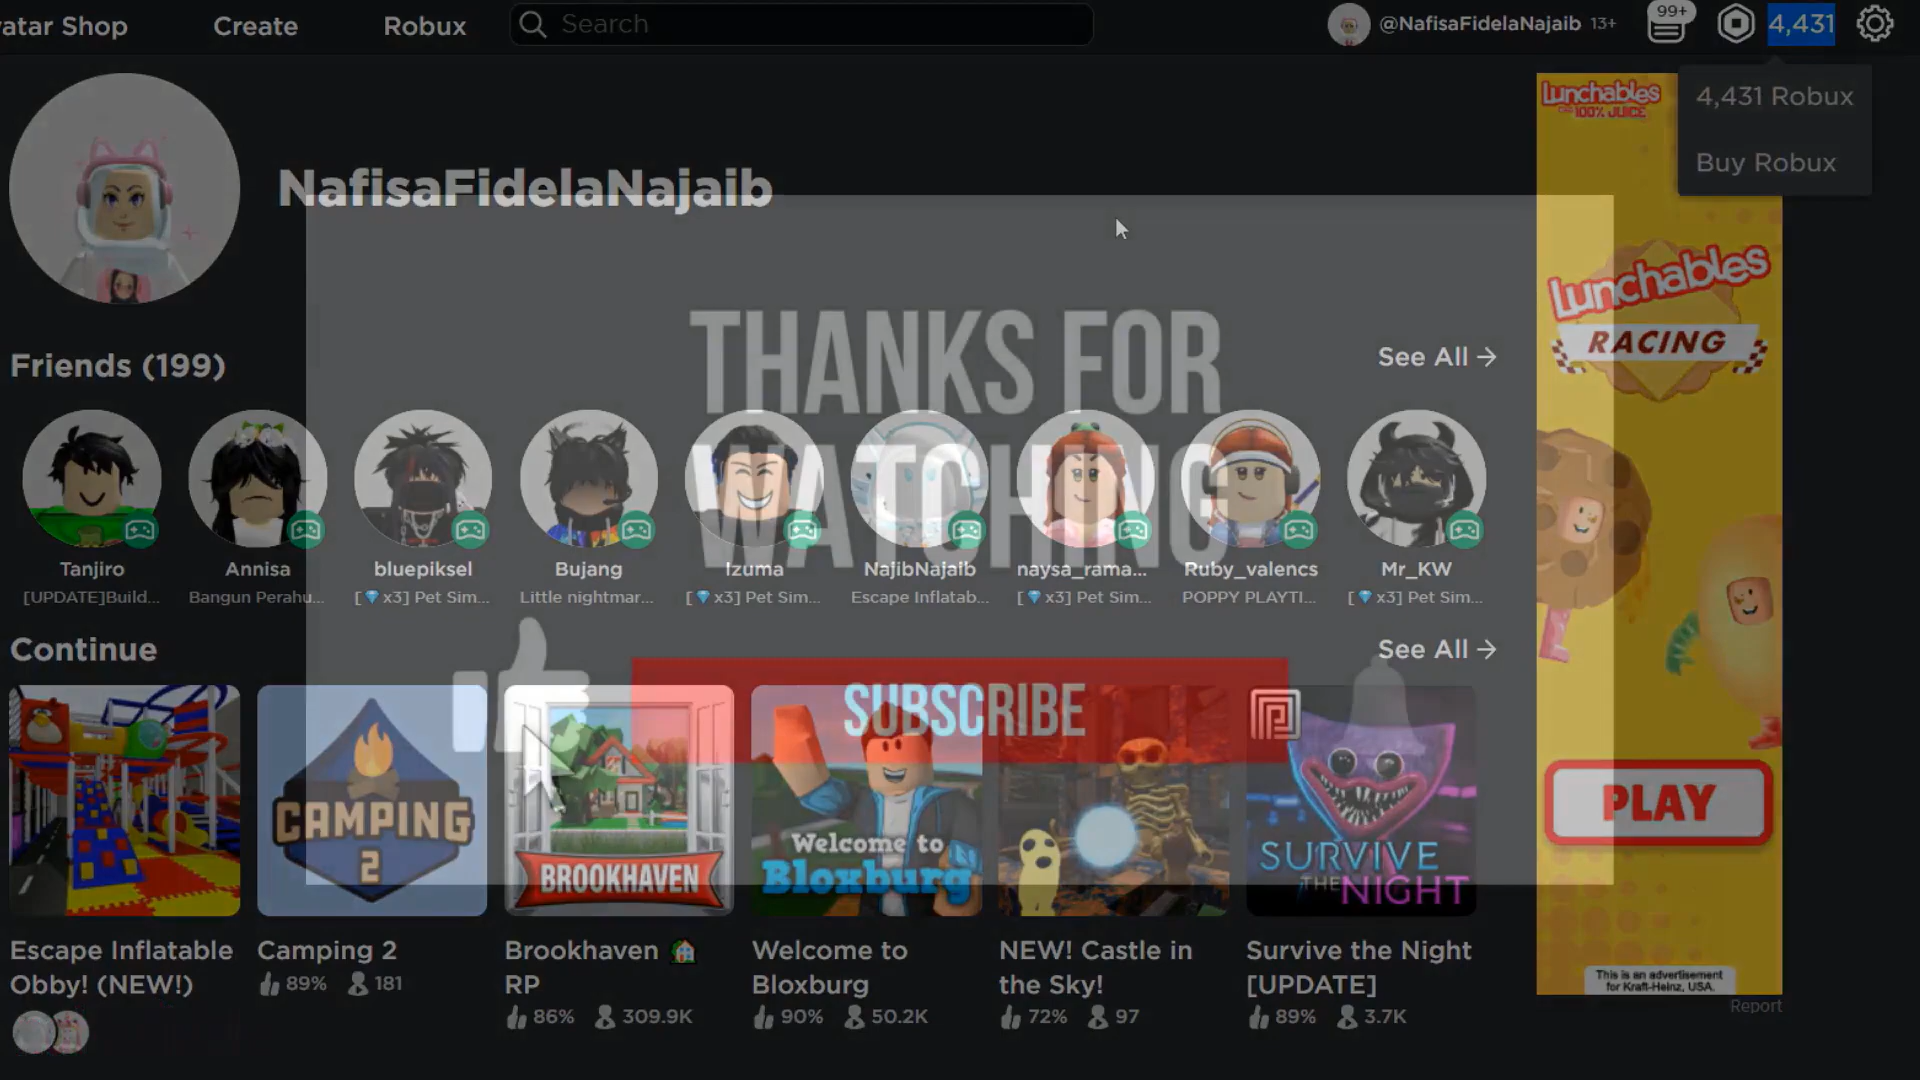 vatar Shop Create Robux Search @NafisaFidelaNajaib 13+ 99+ 4,431
4,431 Robux
Buy Robux
NafisaFidelaNajaib
THANKS FOR
WATCHING
Friends (199) See All →
Tanjiro Annisa bluepiksel Bujang Izuma NajibNajaib naysa_rama... Ruby_valencs Mr_KW
[UPDATE]Build... Bangun Perahu... [💎x3] Pet Sim... Little nightmar... [💎x3] Pet Sim... Escape Inflatab... [💎x3] Pet Sim... POPPY PLAYTI... [💎x3] Pet Sim...
Continue See All →
SUBSCRIBE
CAMPING
2
BROOKHAVEN
Welcome to
Bloxburg
SURVIVE
THE NIGHT
Escape Inflatable
Obby! (NEW!)
Camping 2
89% 181
Brookhaven 🏠
RP
86% 309.9K
Welcome to
Bloxburg
90% 50.2K
NEW! Castle in
the Sky!
72% 97
Survive the Night
[UPDATE]
89% 3.7K
Lunchables
100% JUICE
Lunchables
RACING
PLAY
This is an advertisement
for Kraft-Heinz, USA.
Report